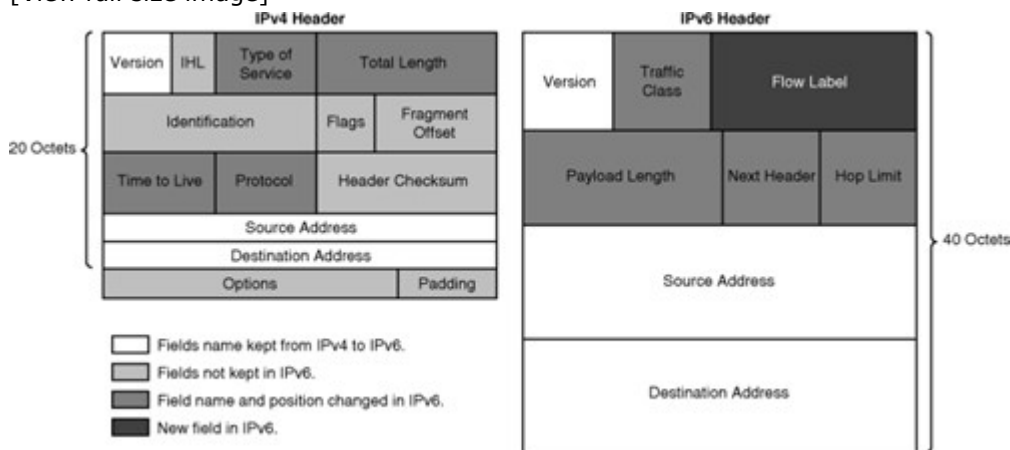 [View full size image]
IPv4 Header
IPv6 Header
Version
IHL
Type of
Service
Total Length
Identification
Flags
Fragment
Offset
20 Octets
Time to Live
Protocol
Header Checksum
Source Address
Destination Address
Options
Padding
Version
Traffic
Class
Flow Label
Payload Length
Next Header
Hop Limit
Source Address
40 Octets
Destination Address
Fields name kept from IPv4 to IPv6.
Fields not kept in IPv6.
Field name and position changed in IPv6.
New field in IPv6.